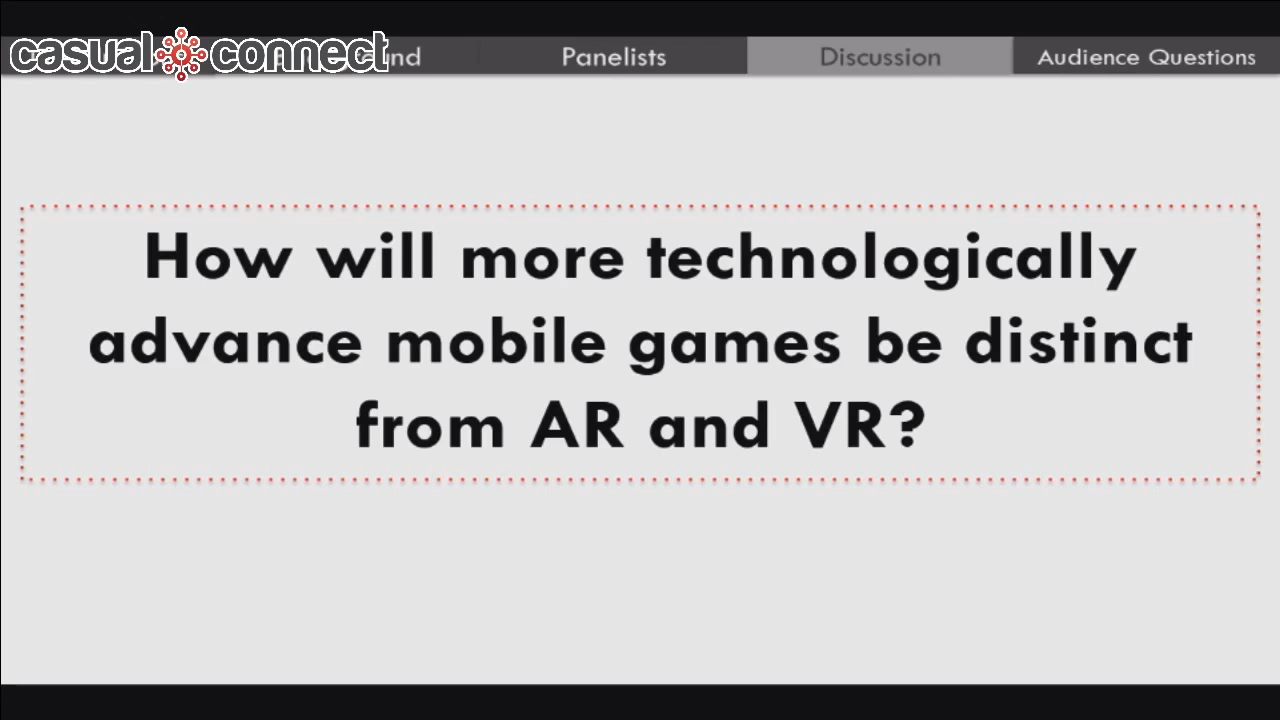 casual connect
nd
Panelists
Discussion
Audience Questions
How will more technologically
advance mobile games be distinct
from AR and VR?